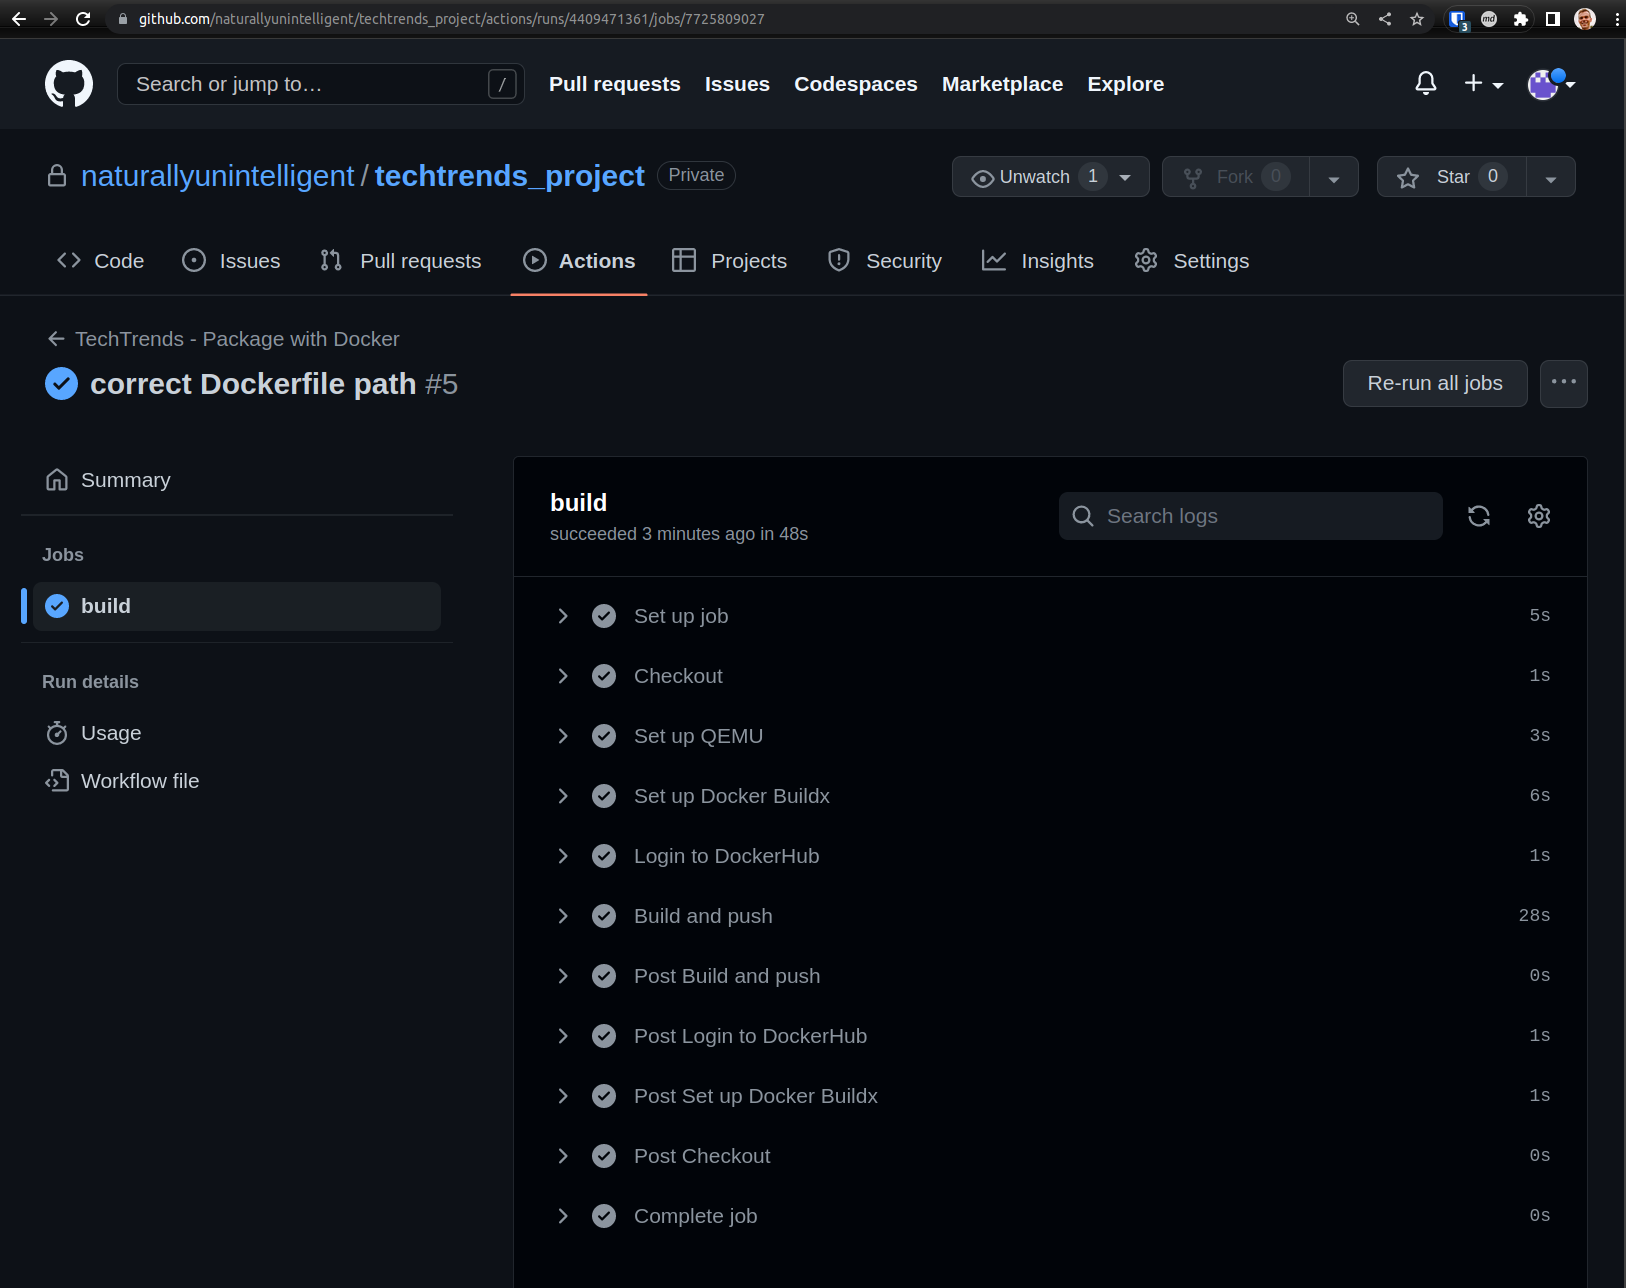 github.com/naturallyunintelligent/techtrends_project/actions/runs/4409471361/jobs/7725809027
3
md
Search or jump to…
/
Pull requests
Issues
Codespaces
Marketplace
Explore
naturallyunintelligent / techtrends_project
Private
Unwatch 1
Fork 0
Star 0
Code
Issues
Pull requests
Actions
Projects
Security
Insights
Settings
TechTrends - Package with Docker
correct Dockerfile path #5
Re-run all jobs
Summary
Jobs
build
Run details
Usage
Workflow file
build
succeeded 3 minutes ago in 48s
Search logs
Set up job 5s
Checkout 1s
Set up QEMU 3s
Set up Docker Buildx 6s
Login to DockerHub 1s
Build and push 28s
Post Build and push 0s
Post Login to DockerHub 1s
Post Set up Docker Buildx 1s
Post Checkout 0s
Complete job 0s